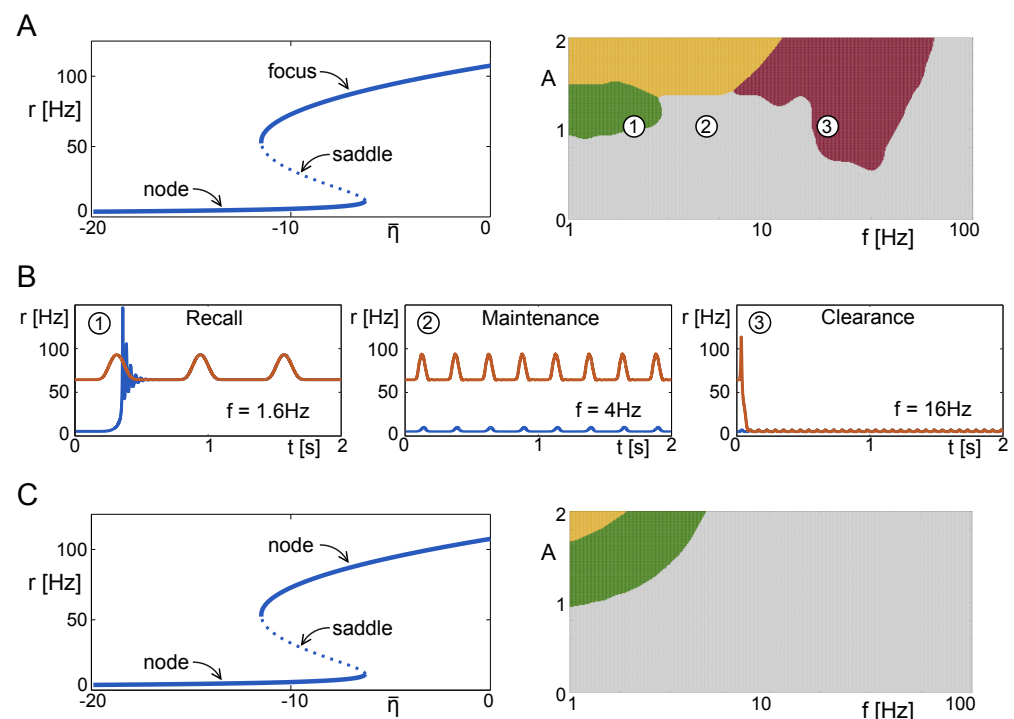 A
r [Hz]
100
50
0
focus
saddle
node
-20
-10
0
η̄
2
A
1
0
1
2
3
1
10
100
f [Hz]
B
r [Hz]
100
50
0
1
Recall
f = 1.6Hz
0
1
2
t [s]
r [Hz]
100
50
0
2
Maintenance
f = 4Hz
0
1
2
t [s]
r [Hz]
100
50
0
3
Clearance
f = 16Hz
0
1
2
t [s]
C
r [Hz]
100
50
0
node
saddle
node
-20
-10
0
η̄
2
A
1
0
1
10
100
f [Hz]